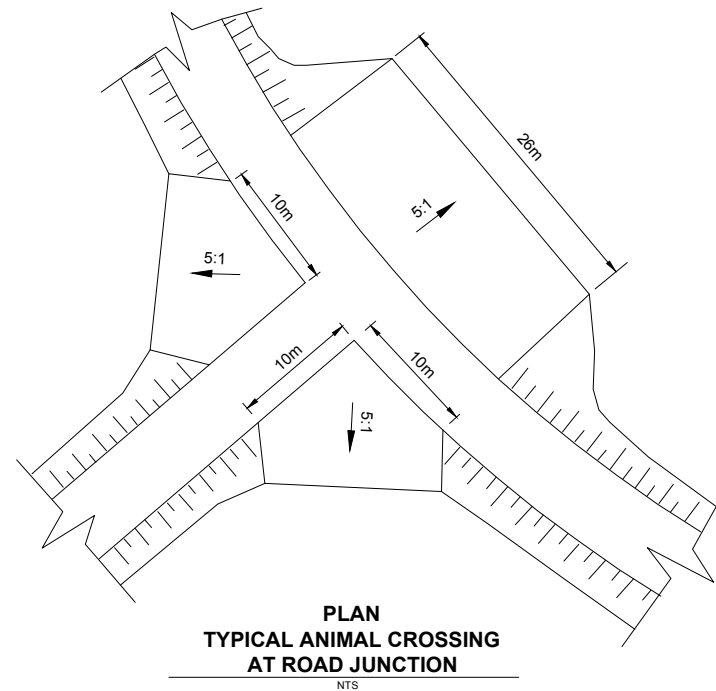 26m
10m
5:1
5:1
10m
10m
5:1
PLAN
TYPICAL ANIMAL CROSSING
AT ROAD JUNCTION
NTS